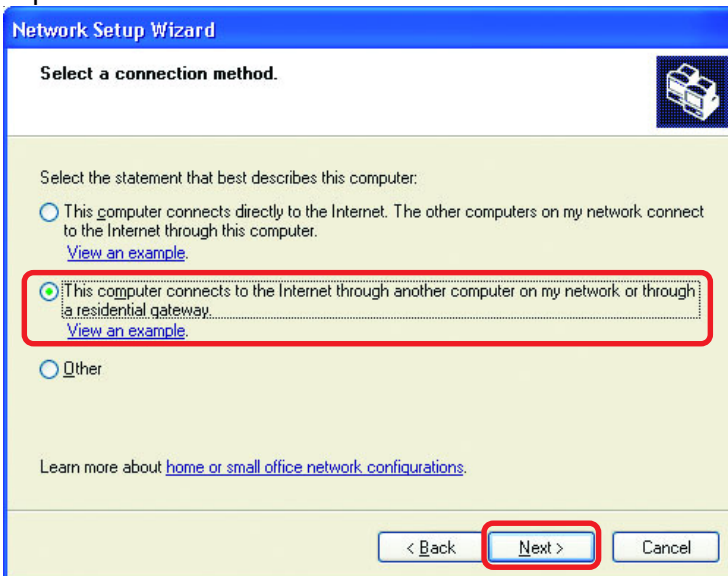 Network Setup Wizard
Select a connection method.
Select the statement that best describes this computer:
This computer connects directly to the Internet. The other computers on my network connect
to the Internet through this computer.
View an example.
This computer connects to the Internet through another computer on my network or through
a residential gateway.
View an example.
Other
Learn more about home or small office network configurations.
< Back Next > Cancel